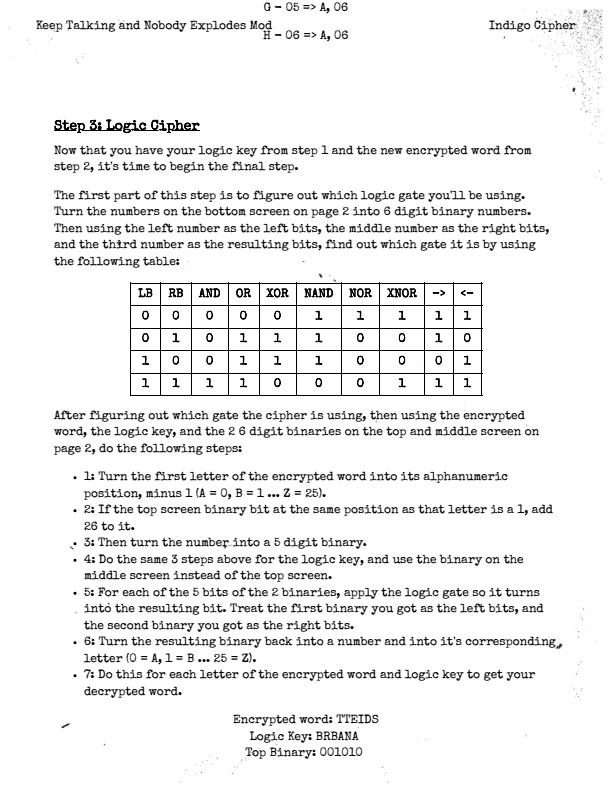 G - 05 => A, 06
Keep Talking and Nobody Explodes Mod
Indigo Cipher
H - 06 => A, 06
Step 3: Logic Cipher
Now that you have your logic key from step 1 and the new encrypted word from
step 2, it's time to begin the final step.
The first part of this step is to figure out which logic gate you'll be using.
Turn the numbers on the bottom screen on page 2 into 6 digit binary numbers.
Then using the left number as the left bits, the middle number as the right bits,
and the third number as the resulting bits, find out which gate it is by using
the following table:
LB RB AND OR XOR NAND NOR XNOR -> <-
0 0 0 0 0 1 1 1 1 1
0 1 0 1 1 1 0 0 1 0
1 0 0 1 1 1 0 0 0 1
1 1 1 1 0 0 0 1 1 1
After figuring out which gate the cipher is using, then using the encrypted
word, the logic key, and the 2 6 digit binaries on the top and middle screen on
page 2, do the following steps:
• 1: Turn the first letter of the encrypted word into its alphanumeric
position, minus 1 (A = 0, B = 1 ... Z = 25).
• 2: If the top screen binary bit at the same position as that letter is a 1, add
26 to it.
• 3: Then turn the number into a 5 digit binary.
• 4: Do the same 3 steps above for the logic key, and use the binary on the
middle screen instead of the top screen.
• 5: For each of the 5 bits of the 2 binaries, apply the logic gate so it turns
into the resulting bit. Treat the first binary you got as the left bits, and
the second binary you got as the right bits.
• 6: Turn the resulting binary back into a number and into it's corresponding
letter (0 = A, 1 = B ... 25 = Z).
• 7: Do this for each letter of the encrypted word and logic key to get your
decrypted word.
Encrypted word: TTEIDS
Logic Key: BRBANA
Top Binary: 001010